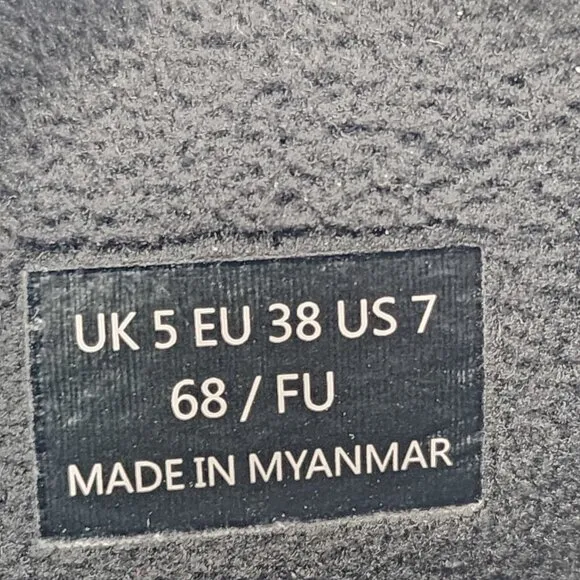 UK 5 EU 38 US 7
68 / FU
MADE IN MYANMAR